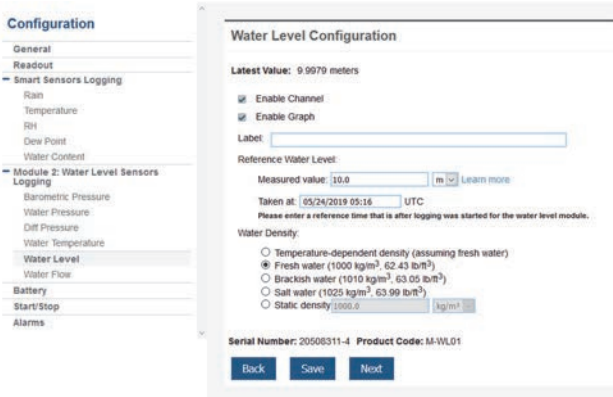 Configuration
General
Readout
Smart Sensors Logging
Rain
Temperature
RH
Dew Point
Water Content
Module 2: Water Level Sensors
Logging
Barometric Pressure
Water Pressure
Diff Pressure
Water Temperature
Water Level
Water Flow
Battery
Start/Stop
Alarms
Water Level Configuration
Latest Value: 9.9979 meters
Enable Channel
Enable Graph
Label:
Reference Water Level:
Measured value: 10.0 m Learn more
Taken at: 05/24/2019 05:16 UTC
Please enter a reference time that is after logging was started for the water level module.
Water Density:
Temperature-dependent density (assuming fresh water)
Fresh water (1000 kg/m³, 62.43 lb/ft³)
Brackish water (1010 kg/m³, 63.05 lb/ft³)
Salt water (1025 kg/m³, 63.99 lb/ft³)
Static density 1000.0 kg/m³
Serial Number: 20508311-4 Product Code: M-WL01
Back Save Next